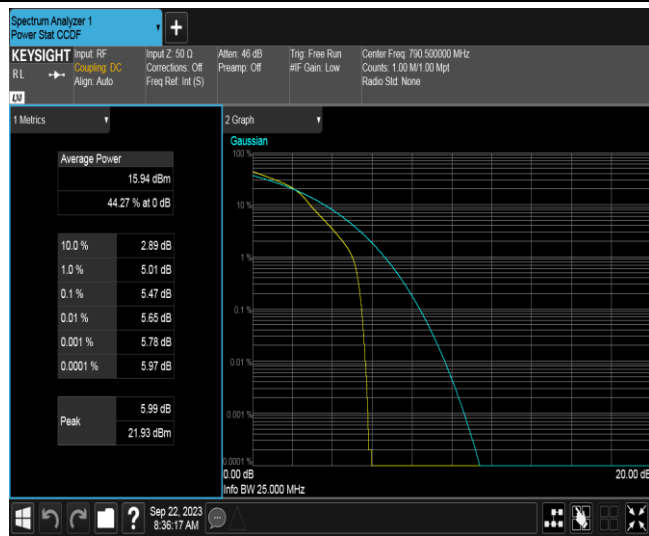 Spectrum Analyzer 1
Power Stat CCDF
+
KEYSIGHT
RL
LXI
Input: RF
Coupling: DC
Align: Auto
Input Z: 50 Ω
Corrections: Off
Freq Ref: Int (S)
Atten: 46 dB
Preamp: Off
Trig: Free Run
#IF Gain: Low
Center Freq: 790.500000 MHz
Counts: 1.00 M/1.00 Mpt
Radio Std: None
1 Metrics
Average Power
15.94 dBm
44.27 % at 0 dB
10.0 % 2.89 dB
1.0 % 5.01 dB
0.1 % 5.47 dB
0.01 % 5.65 dB
0.001 % 5.78 dB
0.0001 % 5.97 dB
Peak
5.99 dB
21.93 dBm
2 Graph
Gaussian
100 %
10 %
1 %
0.1 %
0.01 %
0.001 %
0.0001 %
0.00 dB
20.00 dB
Info BW 25.000 MHz
?
Sep 22, 2023
8:36:17 AM